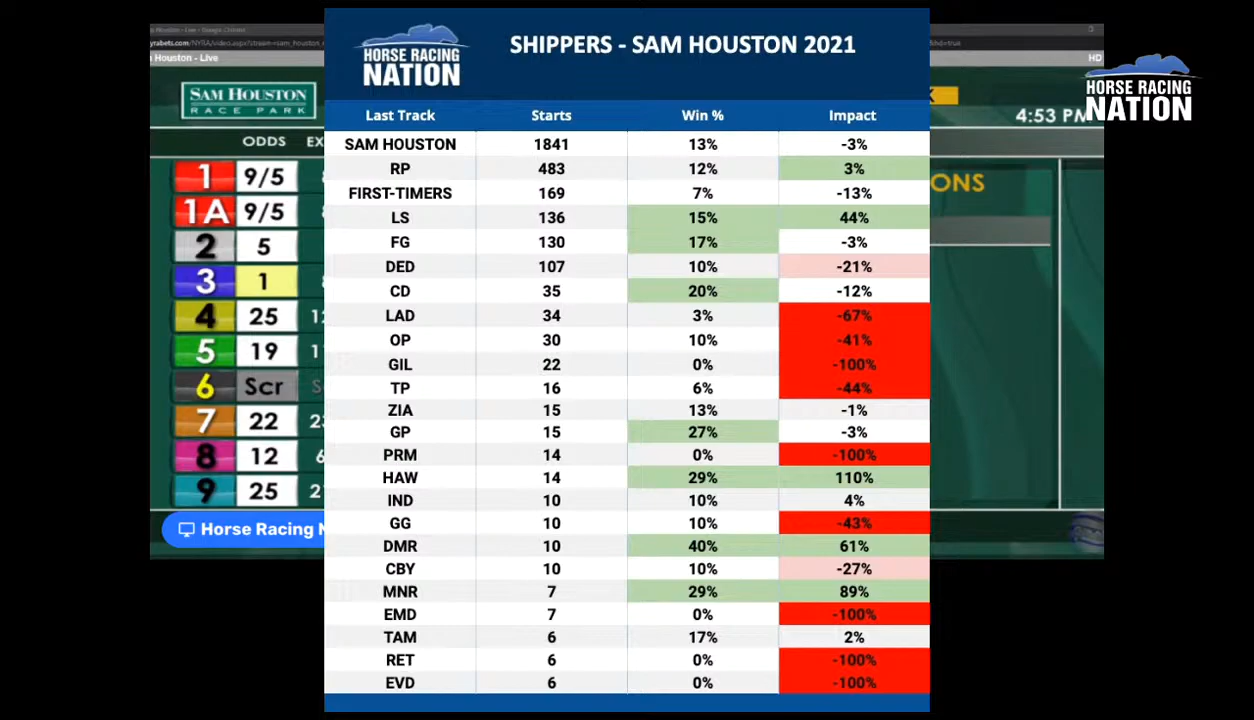 HORSE RACING
NATION
SHIPPERS - SAM HOUSTON 2021
Last Track Starts Win % Impact
SAM HOUSTON 1841 13% -3%
RP 483 12% 3%
FIRST-TIMERS 169 7% -13%
LS 136 15% 44%
FG 130 17% -3%
DED 107 10% -21%
CD 35 20% -12%
LAD 34 3% -67%
OP 30 10% -41%
GIL 22 0% -100%
TP 16 6% -44%
ZIA 15 13% -1%
GP 15 27% -3%
PRM 14 0% -100%
HAW 14 29% 110%
IND 10 10% 4%
GG 10 10% -43%
DMR 10 40% 61%
CBY 10 10% -27%
MNR 7 29% 89%
EMD 7 0% -100%
TAM 6 17% 2%
RET 6 0% -100%
EVD 6 0% -100%
Houston - Live
SAM HOUSTON
RACE PARK
ODDS EX
1 9/5
1A 9/5
2 5
3 1
4 25
5 19
6 Scr
7 22
8 12
9 25
Horse Racing N
HD
HORSE RACING
NATION
4:53 PM
ONS